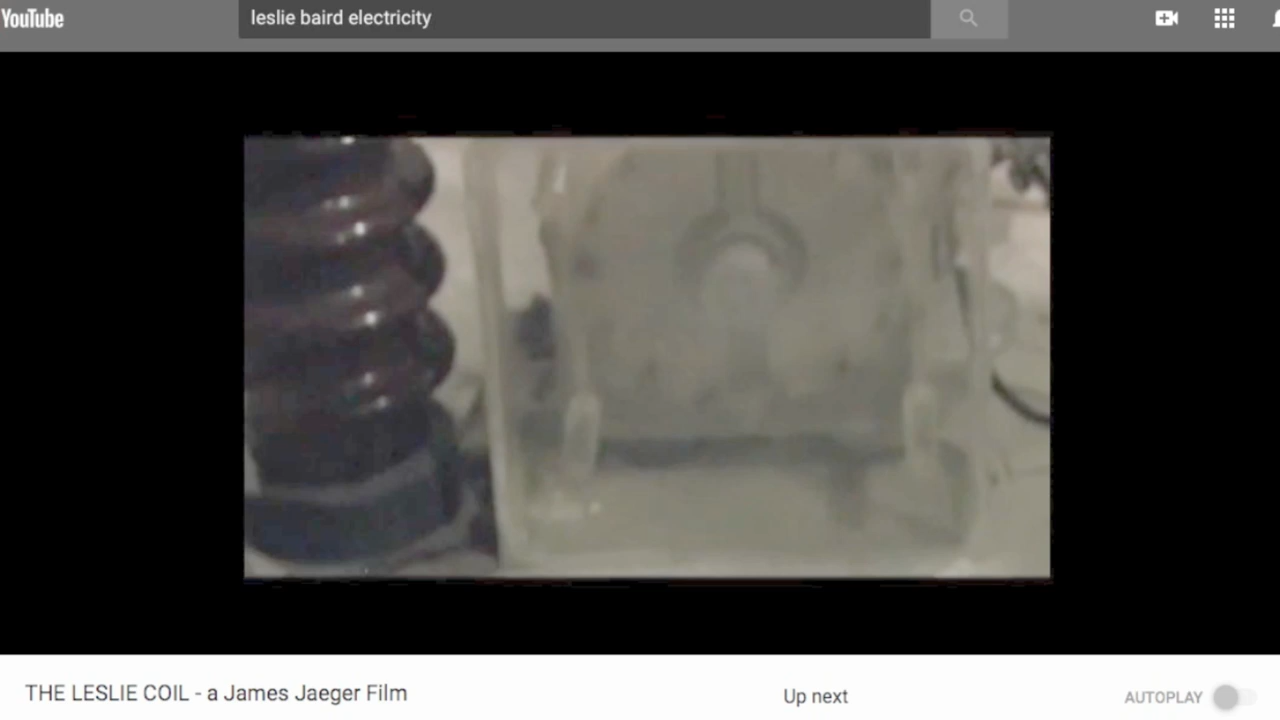 YouTube
leslie baird electricity
THE LESLIE COIL - a James Jaeger Film
Up next
AUTOPLAY